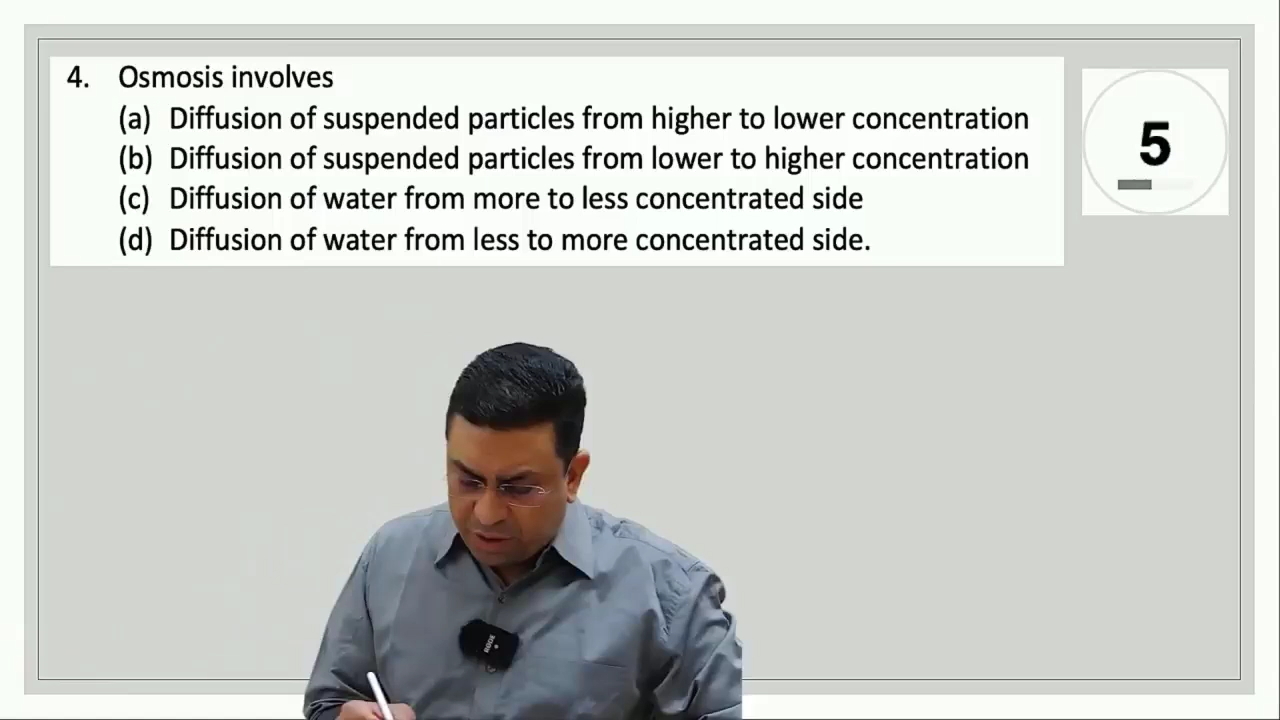 4. Osmosis involves
(a) Diffusion of suspended particles from higher to lower concentration
(b) Diffusion of suspended particles from lower to higher concentration
(c) Diffusion of water from more to less concentrated side
(d) Diffusion of water from less to more concentrated side.
5
RODE